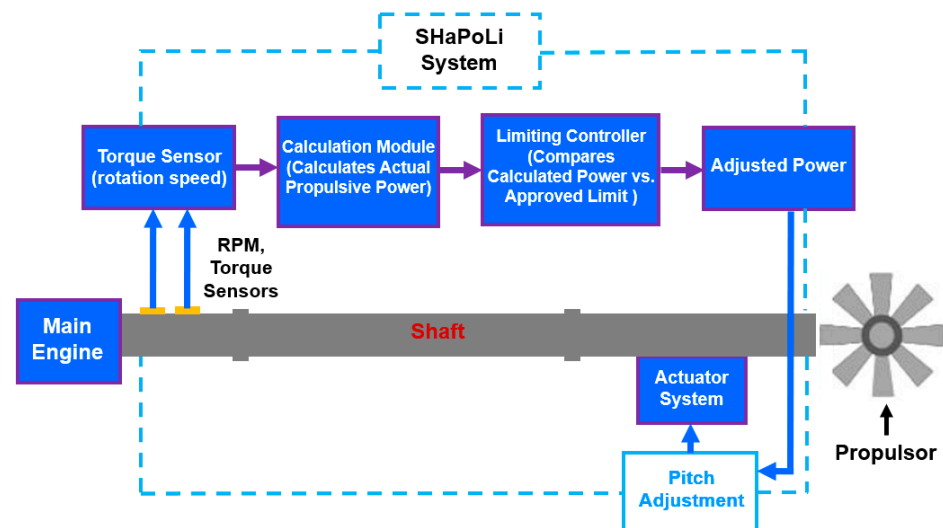 SHaPoLi
System
Torque Sensor
(rotation speed)
Calculation Module
(Calculates Actual
Propulsive Power)
Limiting Controller
(Compares
Calculated Power vs.
Approved Limit )
Adjusted Power
RPM,
Torque
Sensors
Main
Engine
Shaft
Actuator
System
Propulsor
Pitch
Adjustment